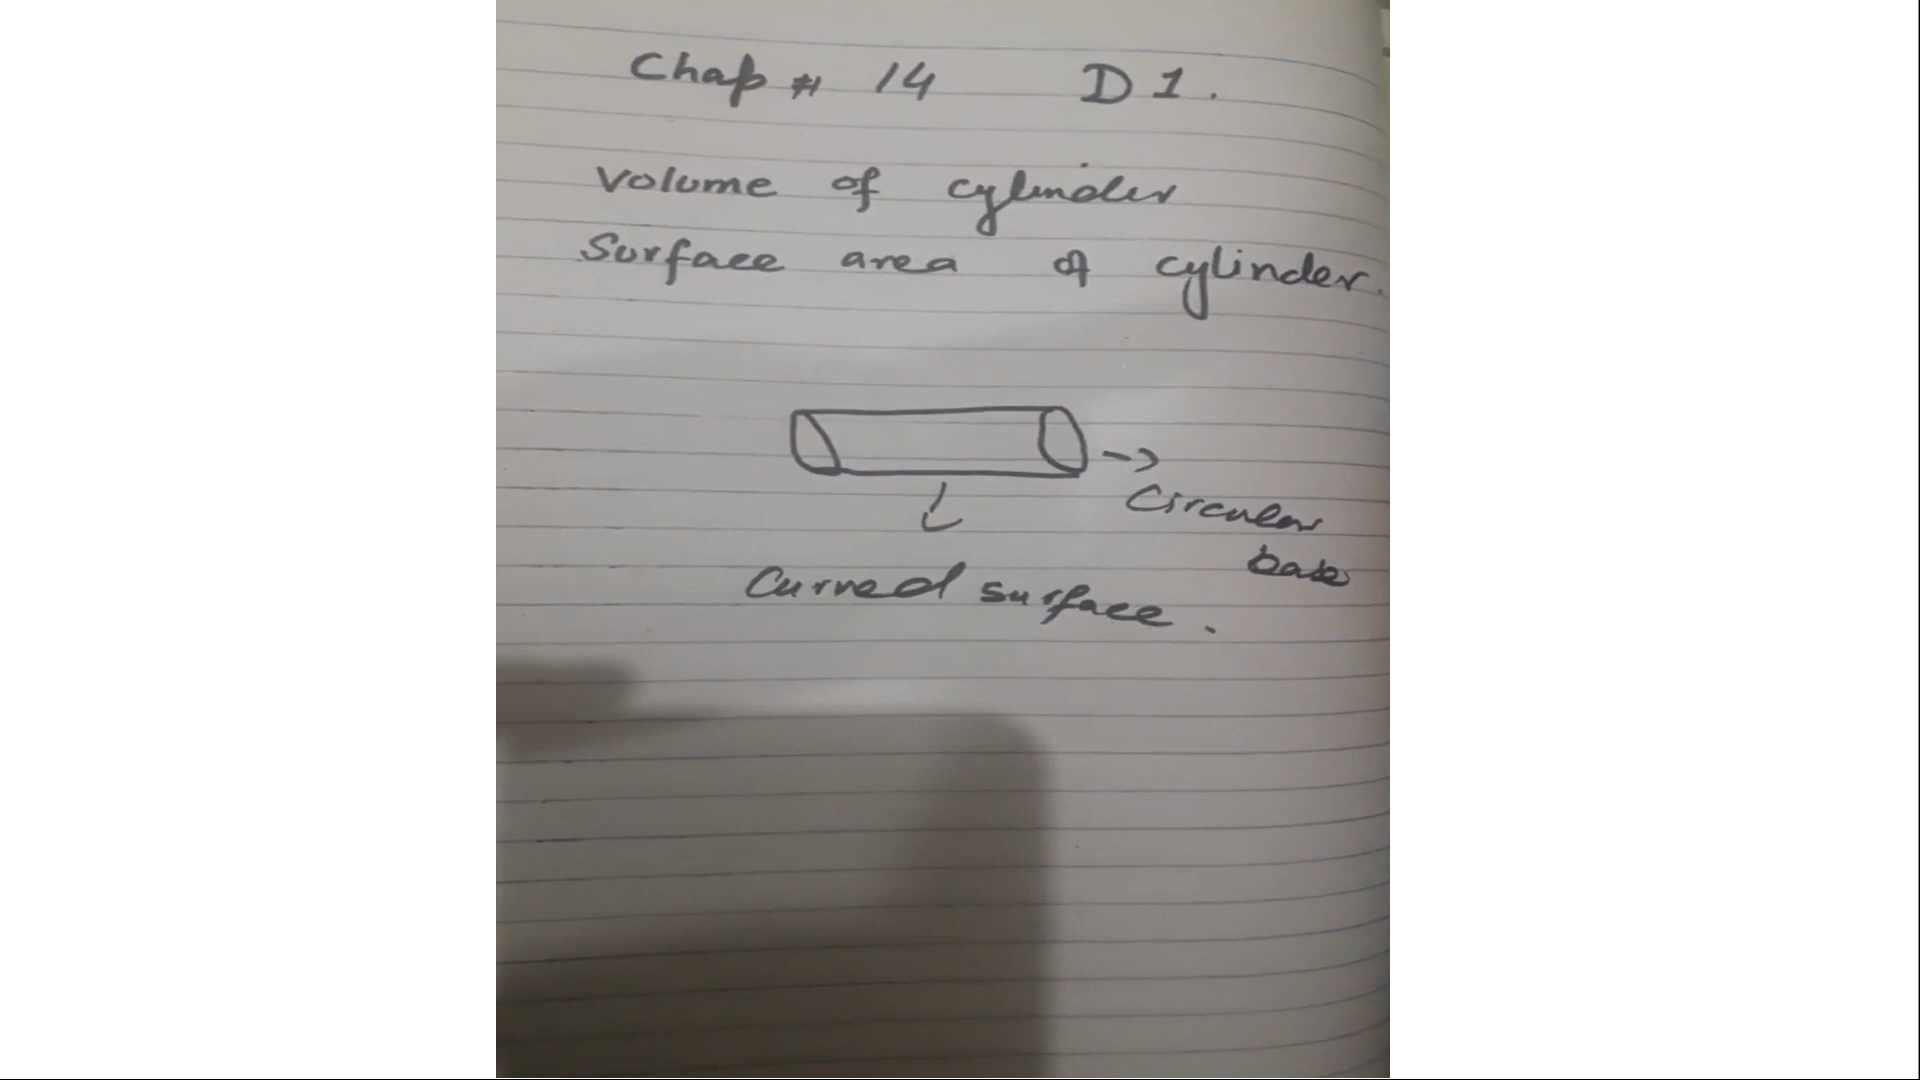 Chap # 14 D1.
Volume of cylinder
Surface area of cylinder.
Circular
base
Curved surface.